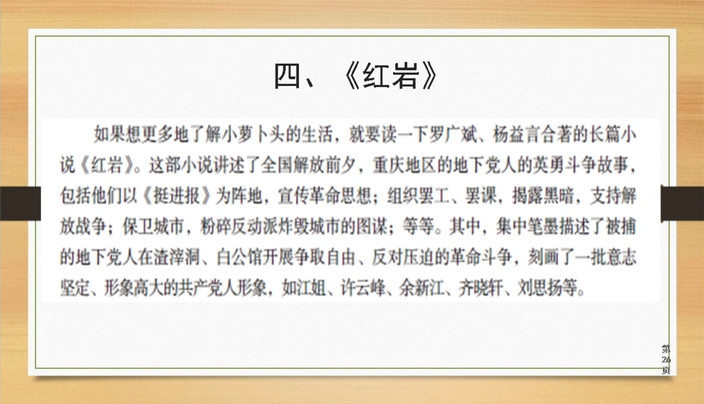 四、《红岩》
如果想更多地了解小萝卜头的生活，就要读一下罗广斌、杨益言合著的长篇小
说《红岩》。这部小说讲述了全国解放前夕，重庆地区的地下党人的英勇斗争故事，
包括他们以《挺进报》为阵地，宣传革命思想；组织罢工、罢课，揭露黑暗，支持解
放战争；保卫城市，粉碎反动派炸毁城市的图谋；等等。其中，集中笔墨描述了被捕
的地下党人在渣滓洞、白公馆开展争取自由、反对压迫的革命斗争，刻画了一批意志
坚定、形象高大的共产党人形象，如江姐、许云峰、余新江、齐晓轩、刘思扬等。
第
26
页